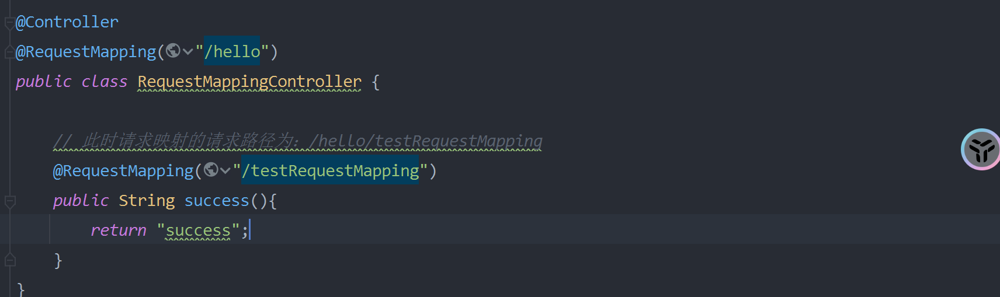 @Controller
@RequestMapping("/hello")
public class RequestMappingController {
// 此时请求映射的请求路径为：/hello/testRequestMapping
@RequestMapping("/testRequestMapping")
public String success(){
return "success";
}
}